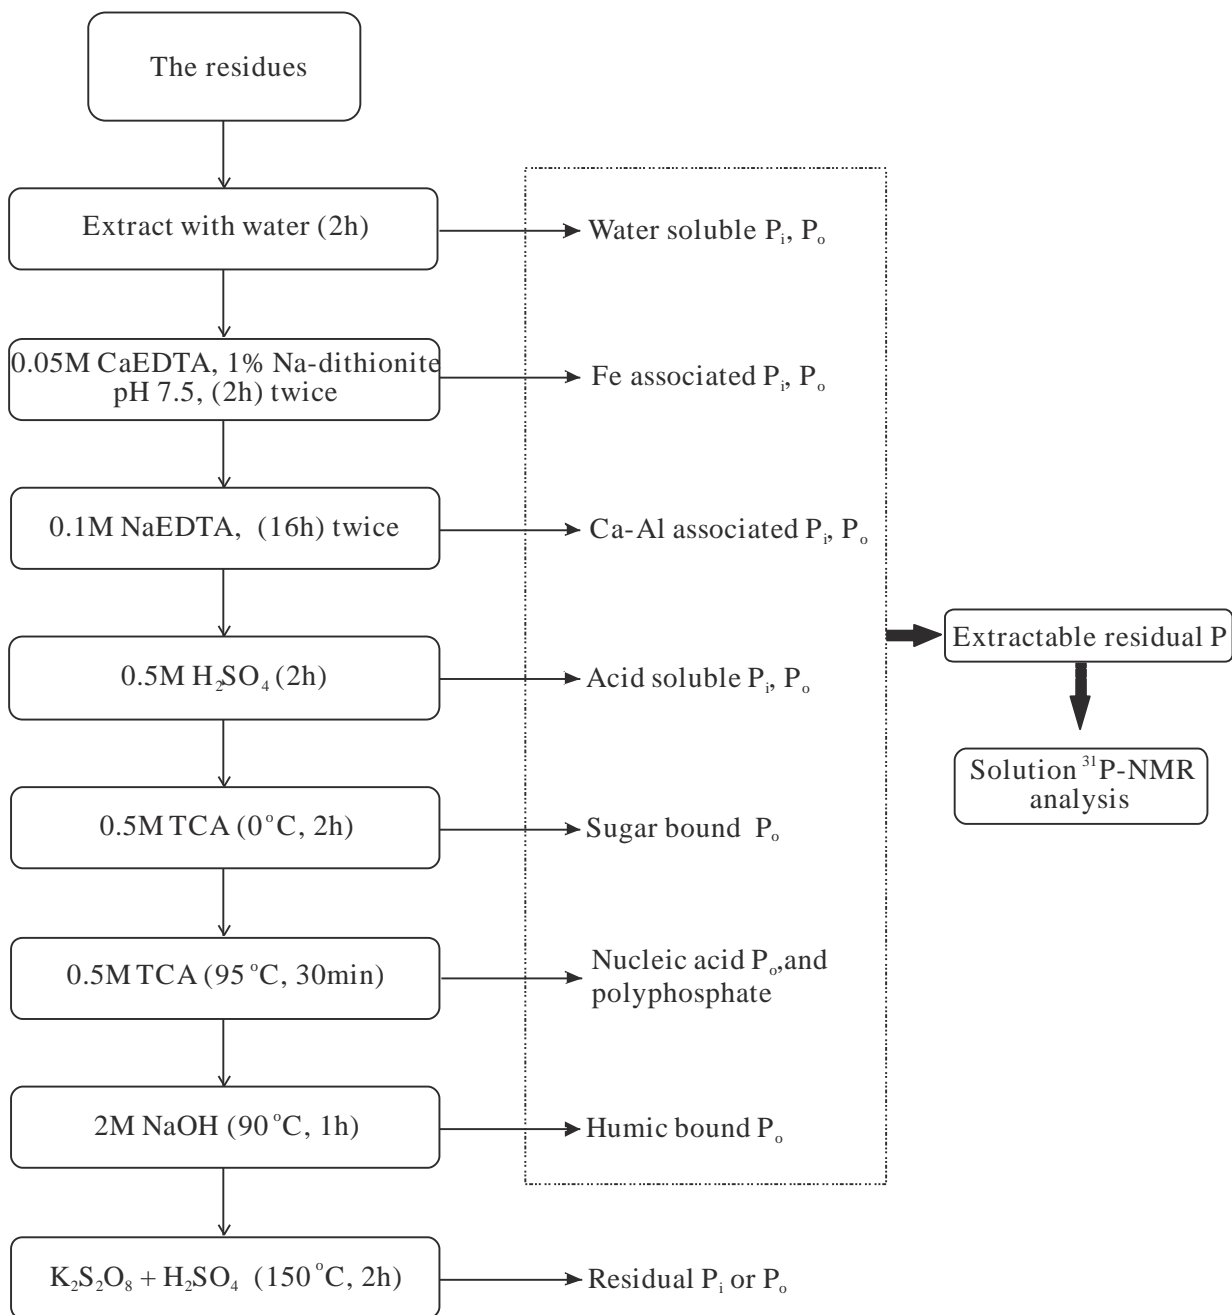 The residues
Extract with water (2h)
Water soluble Pᵢ, Pₒ
0.05M CaEDTA, 1% Na-dithionite
pH 7.5, (2h) twice
Fe associated Pᵢ, Pₒ
0.1M NaEDTA, (16h) twice
Ca-Al associated Pᵢ, Pₒ
Extractable residual P
0.5M H₂SO₄ (2h)
Acid soluble Pᵢ, Pₒ
Solution ³¹P-NMR
analysis
0.5M TCA (0°C, 2h)
Sugar bound Pₒ
0.5M TCA (95°C, 30min)
Nucleic acid Pₒ,and
polyphosphate
2M NaOH (90°C, 1h)
Humic bound Pₒ
K₂S₂O₈ + H₂SO₄ (150°C, 2h)
Residual Pᵢ or Pₒ